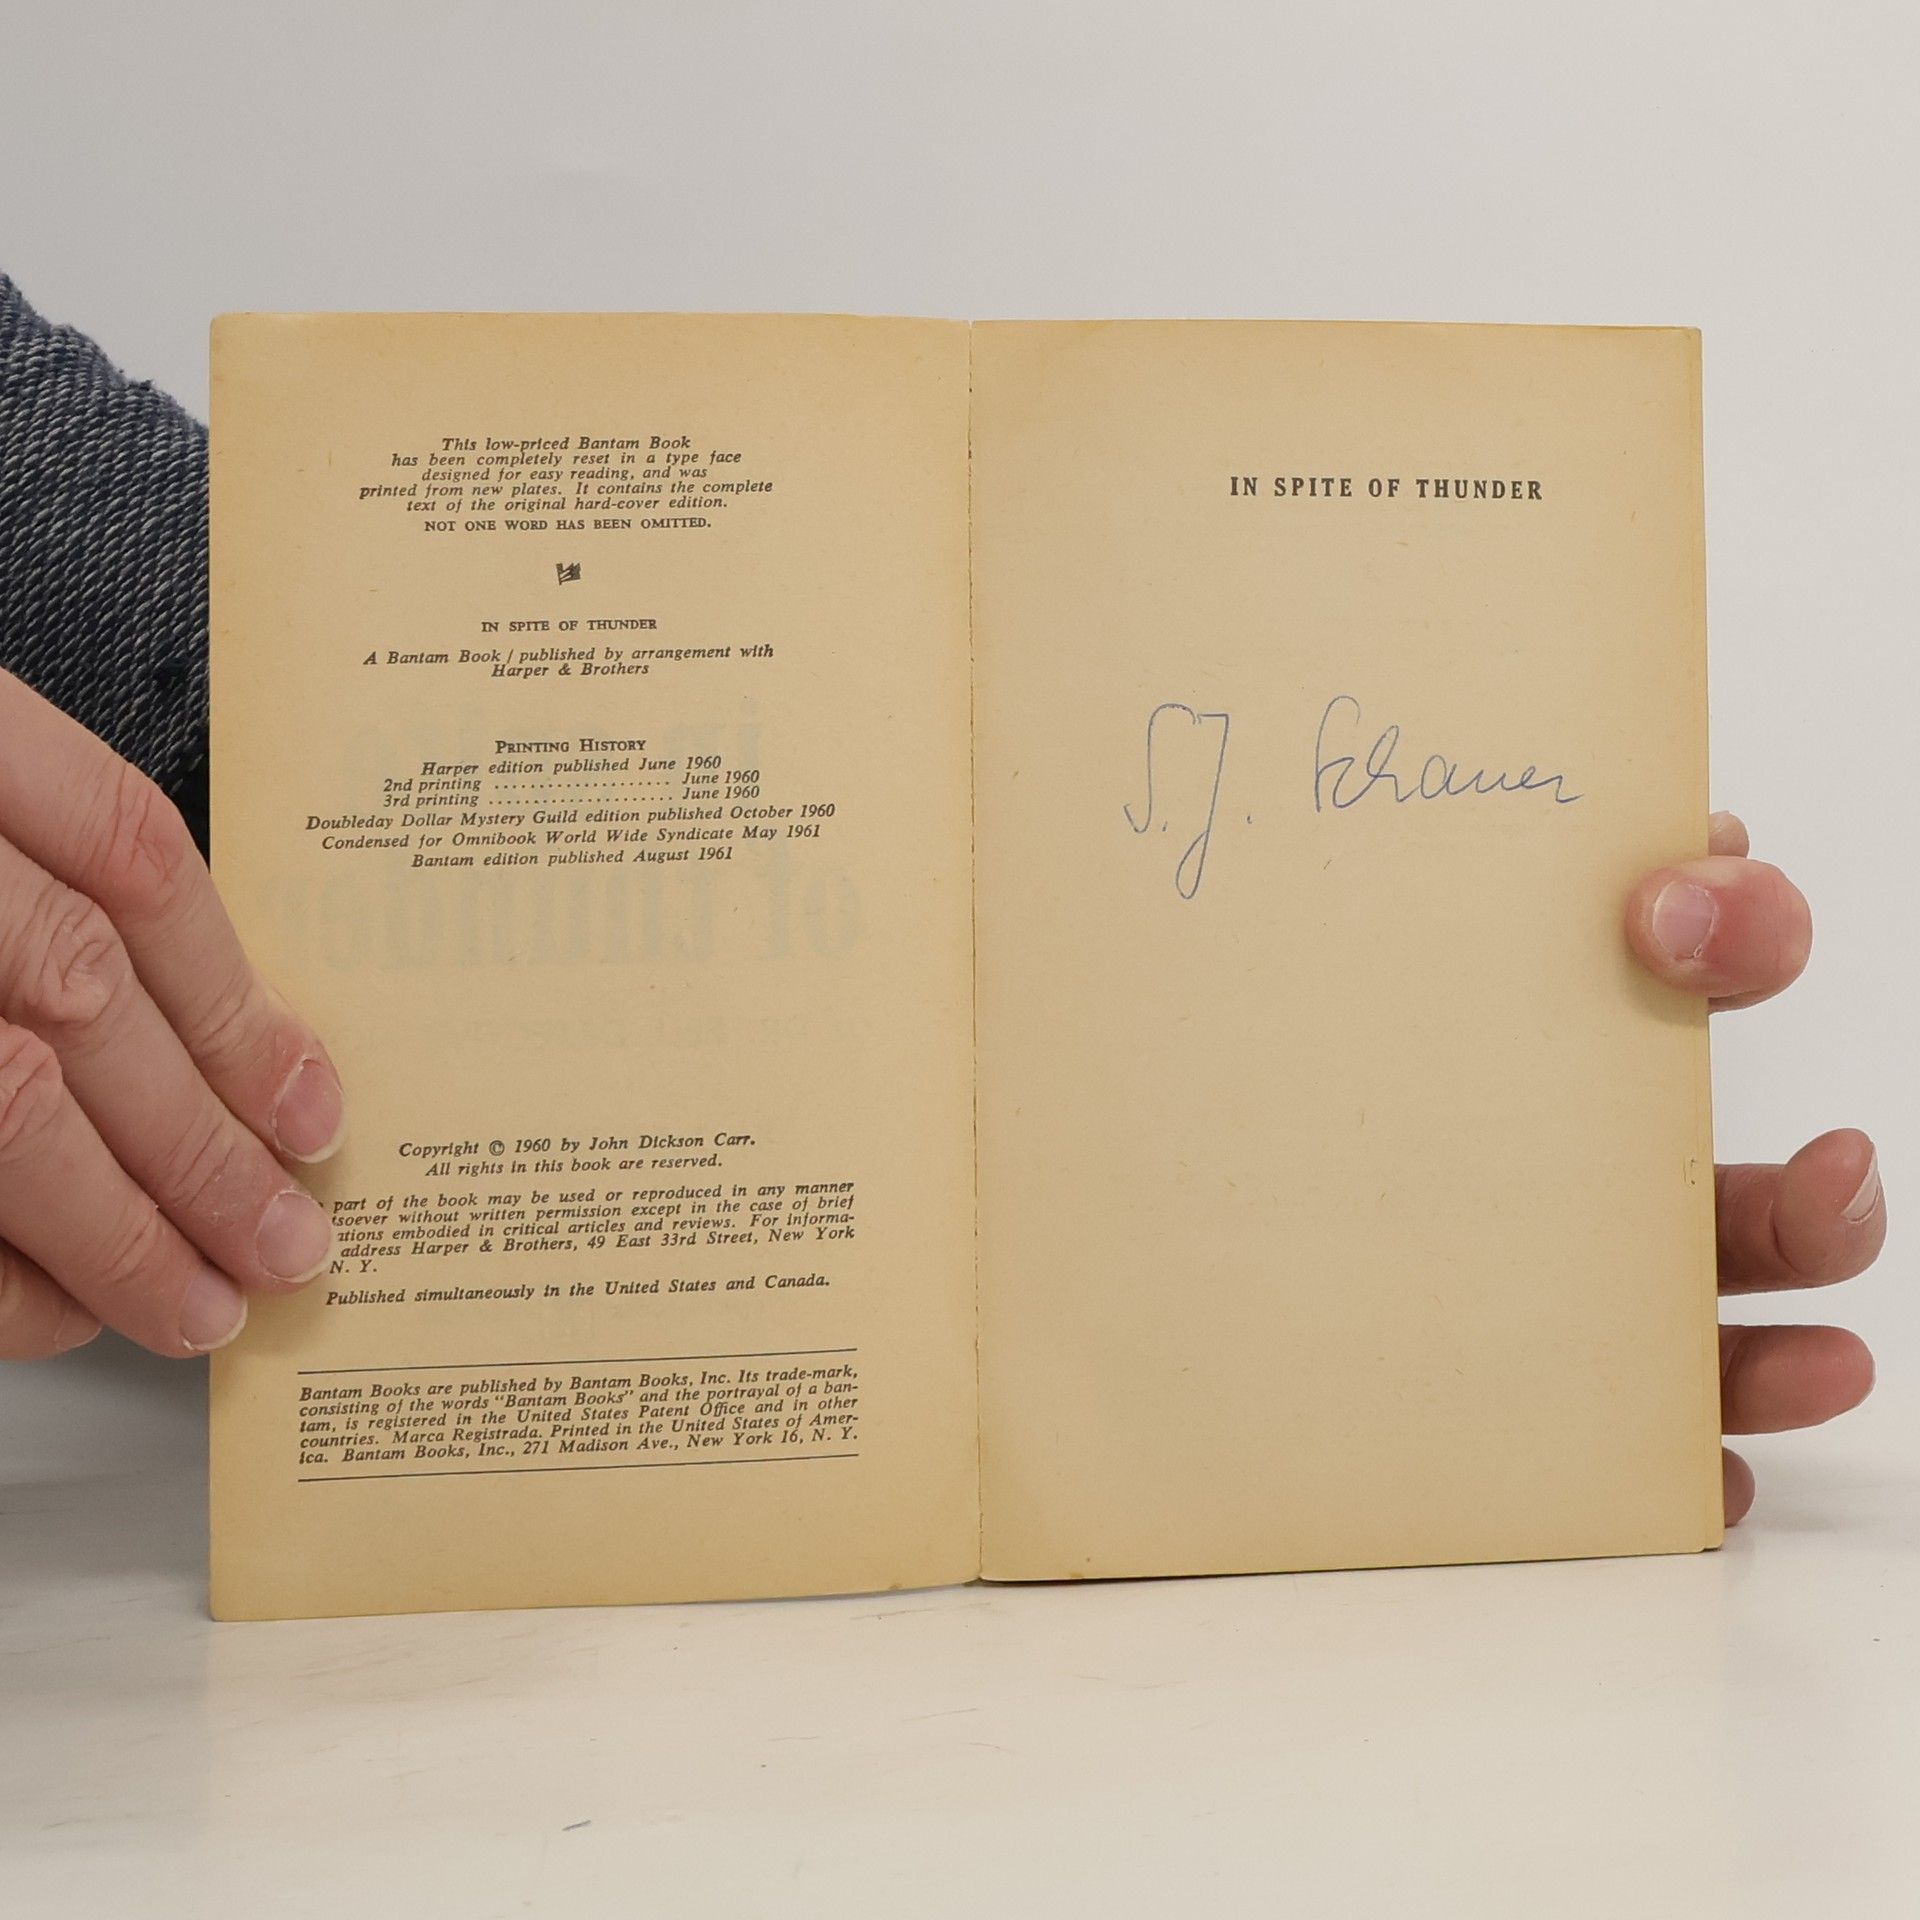 This low-priced Bantam Book
has been completely reset in a type face
designed for easy reading, and was
printed from new plates. It contains the complete
text of the original hard-cover edition.
NOT ONE WORD HAS BEEN OMITTED.
IN SPITE OF THUNDER
A Bantam Book / published by arrangement with
Harper & Brothers
PRINTING HISTORY
Harper edition published June 1960
2nd printing ...................... June 1960
3rd printing ....................... June 1960
Doubleday Dollar Mystery Guild edition published October 1960
Condensed for Omnibook World Wide Syndicate May 1961
Bantam edition published August 1961
Copyright © 1960 by John Dickson Carr.
All rights in this book are reserved.
part of the book may be used or reproduced in any manner
tsoever without written permission except in the case of brief
ations embodied in critical articles and reviews. For informa-
address Harper & Brothers, 49 East 33rd Street, New York
N. Y.
Published simultaneously in the United States and Canada.
Bantam Books are published by Bantam Books, Inc. Its trade-mark,
consisting of the words "Bantam Books" and the portrayal of a ban-
tam, is registered in the United States Patent Office and in other
countries. Marca Registrada. Printed in the United States of Amer-
ica. Bantam Books, Inc., 271 Madison Ave., New York 16, N. Y.
IN SPITE OF THUNDER
S. J. Schauer